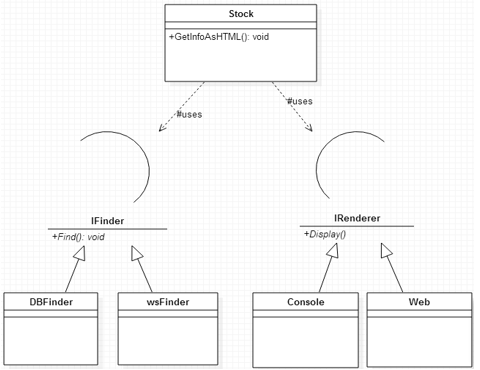 Stock
+GetInfoAsHTML(): void
#uses
#uses
IFinder
+Find(): void
IRenderer
+Display()
DBFinder
wsFinder
Console
Web